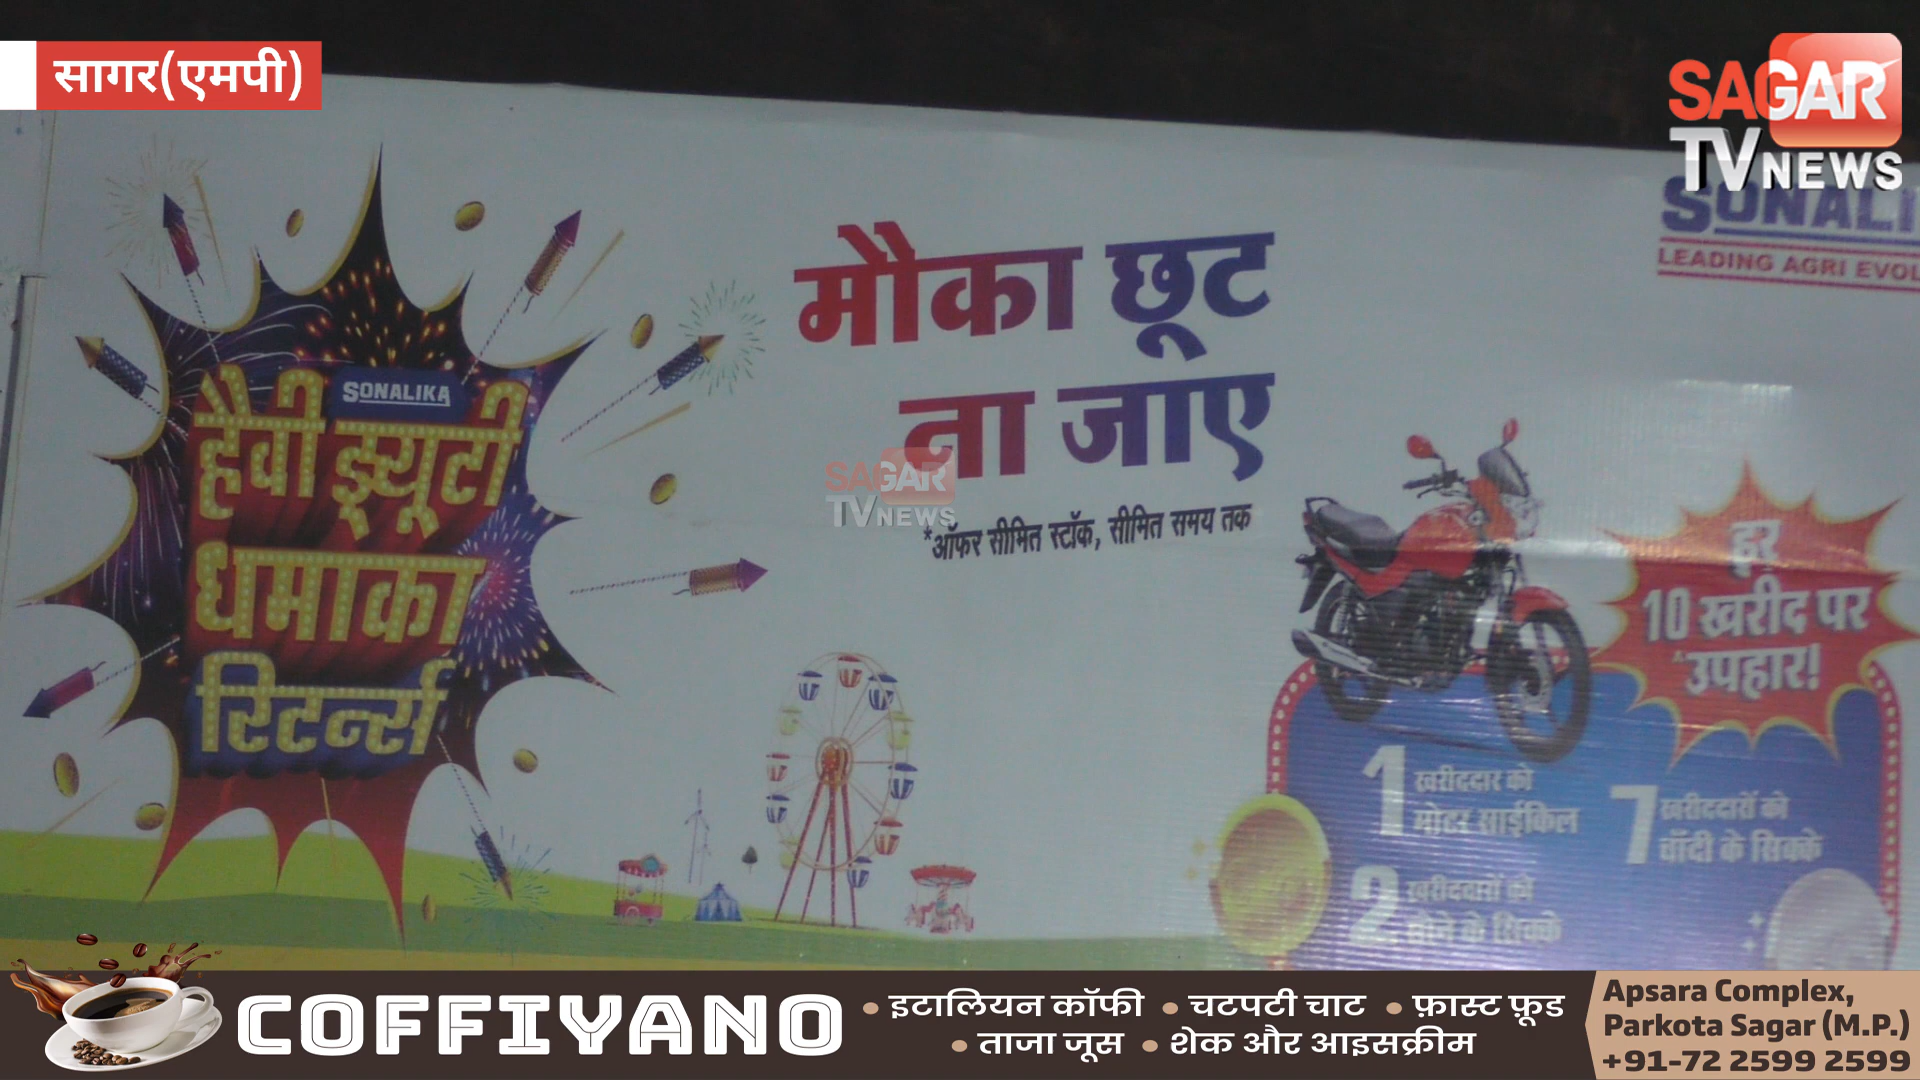 सागर(एमपी)
SAGAR
TV NEWS
SONALI
LEADING AGRI EVOL
मौका छूट
ना जाए
*ऑफर सीमित स्टॉक, सीमित समय तक
SONALIKA
हैवी ड्यूटी
धमाका
रिटर्न्स
SAGAR
TV NEWS
हर
10 खरीद पर
उपहार!
1 खरीददार को
मोटर साईकिल
7 खरीददारों को
चाँदी के सिक्के
2 खरीददारों को
सोने के सिक्के
COFFIYANO
• इटालियन कॉफी • चटपटी चाट • फ़ास्ट फ़ूड
• ताजा जूस • शेक और आइसक्रीम
Apsara Complex,
Parkota Sagar (M.P.)
+91-72 2599 2599